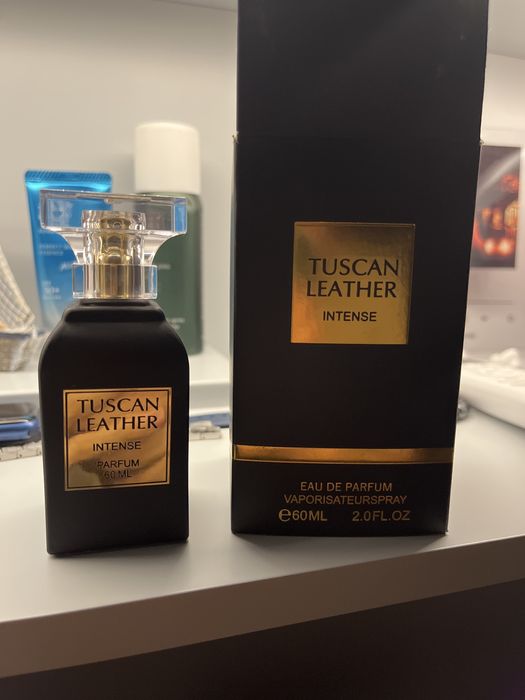 TUSCAN
LEATHER
INTENSE
PARFUM
60 ML
TUSCAN
LEATHER
INTENSE
EAU DE PARFUM
VAPORISATEURSPRAY
℮60ML 2.0FL.OZ